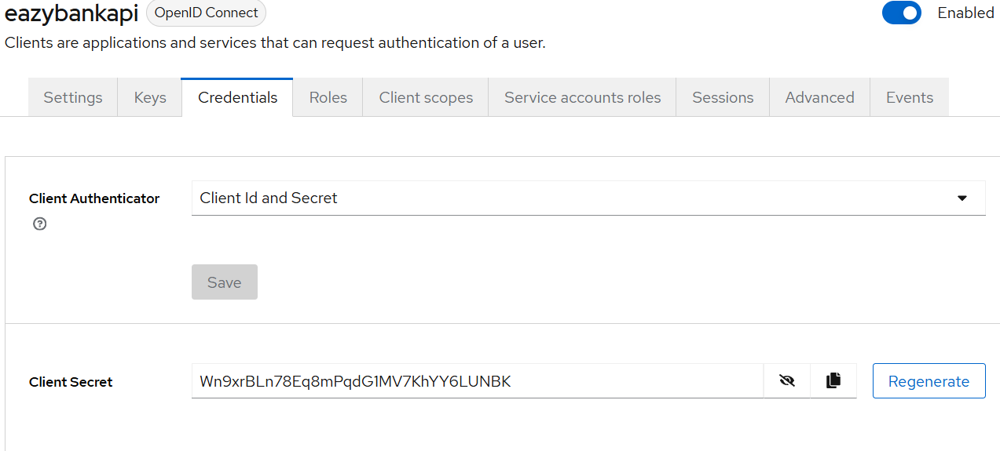 eazybankapi OpenID Connect Enabled
Clients are applications and services that can request authentication of a user.
Settings Keys Credentials Roles Client scopes Service accounts roles Sessions Advanced Events
Client Authenticator Client Id and Secret
?
Save
Client Secret Wn9xrBLn78Eq8mPqdG1MV7KhYY6LUNBK Regenerate